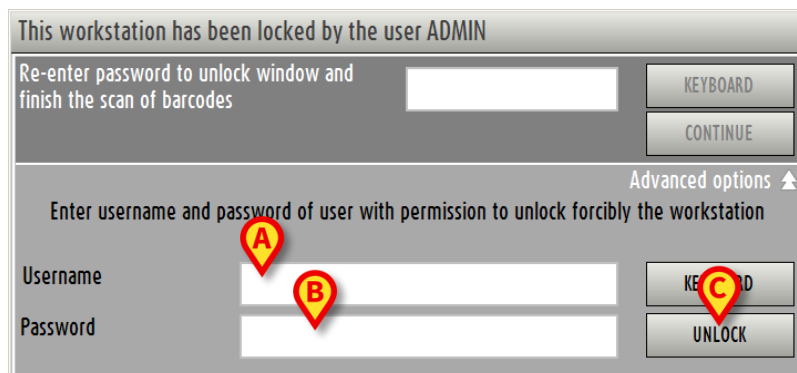 This workstation has been locked by the user ADMIN
Re-enter password to unlock window and
finish the scan of barcodes
KEYBOARD
CONTINUE
Advanced options
Enter username and password of user with permission to unlock forcibly the workstation
A
Username
B
C
Password
UNLOCK